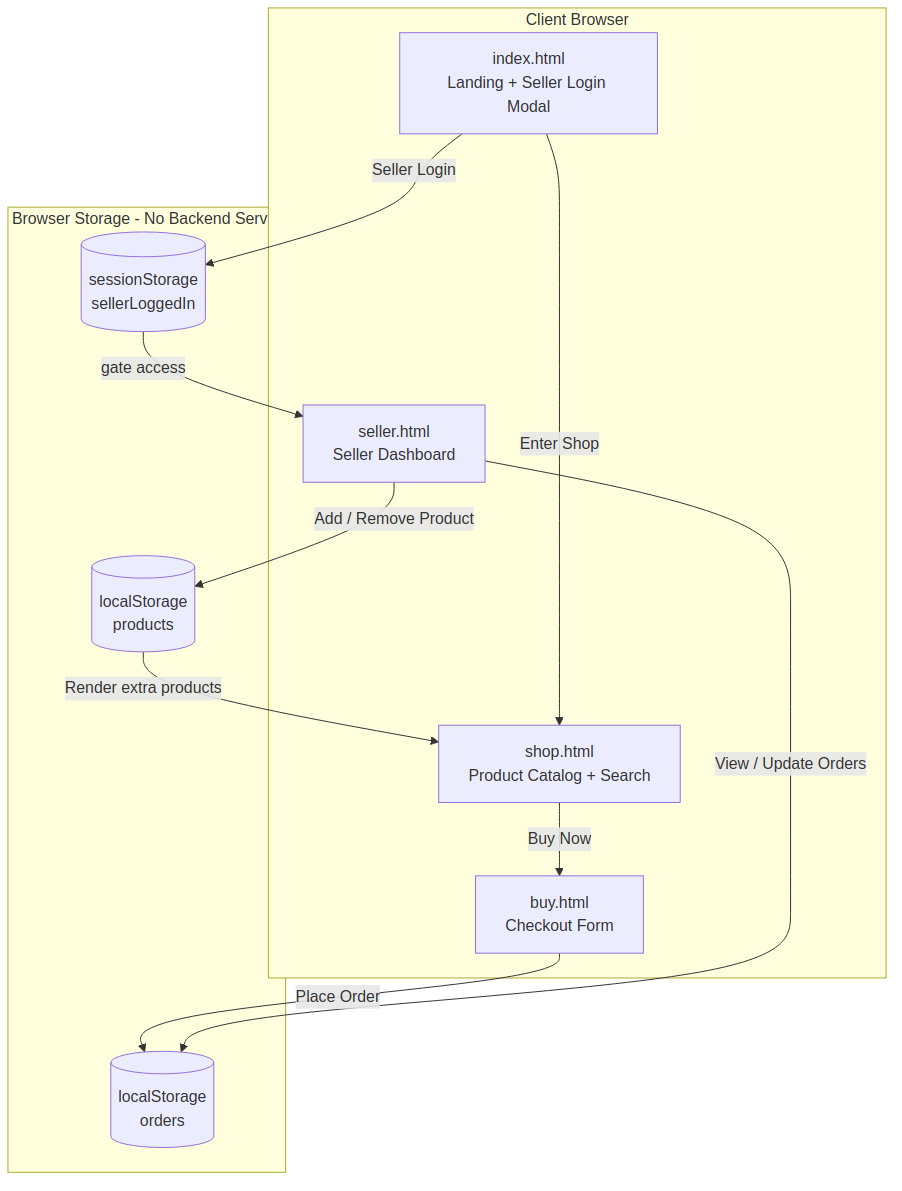 Client Browser
index.html
Landing + Seller Login
Modal
Seller Login
Browser Storage - No Backend Serv
sessionStorage
sellerLoggedIn
gate access
seller.html
Seller Dashboard
Enter Shop
Add / Remove Product
localStorage
products
Render extra products
shop.html
Product Catalog + Search
View / Update Orders
Buy Now
buy.html
Checkout Form
Place Order
localStorage
orders